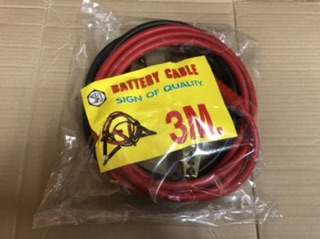 BATTERY CABLE
SIGN OF QUALITY
3M.